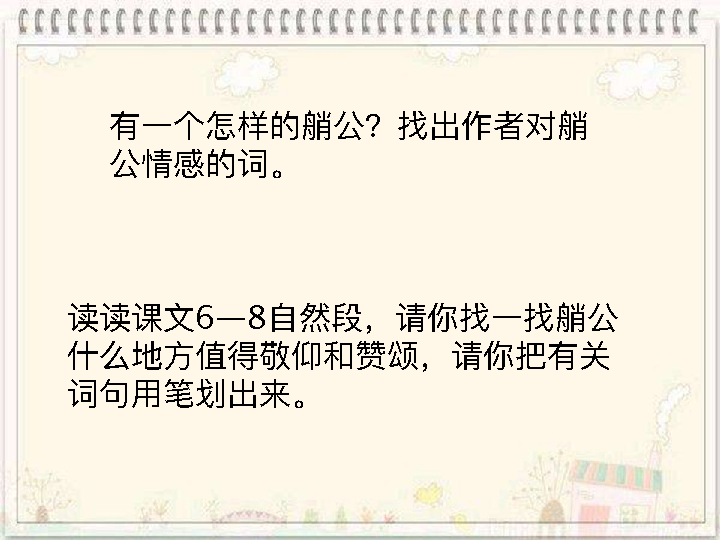 有一个怎样的艄公？找出作者对艄
公情感的词。
读读课文6—8自然段，请你找一找艄公
什么地方值得敬仰和赞颂，请你把有关
词句用笔划出来。